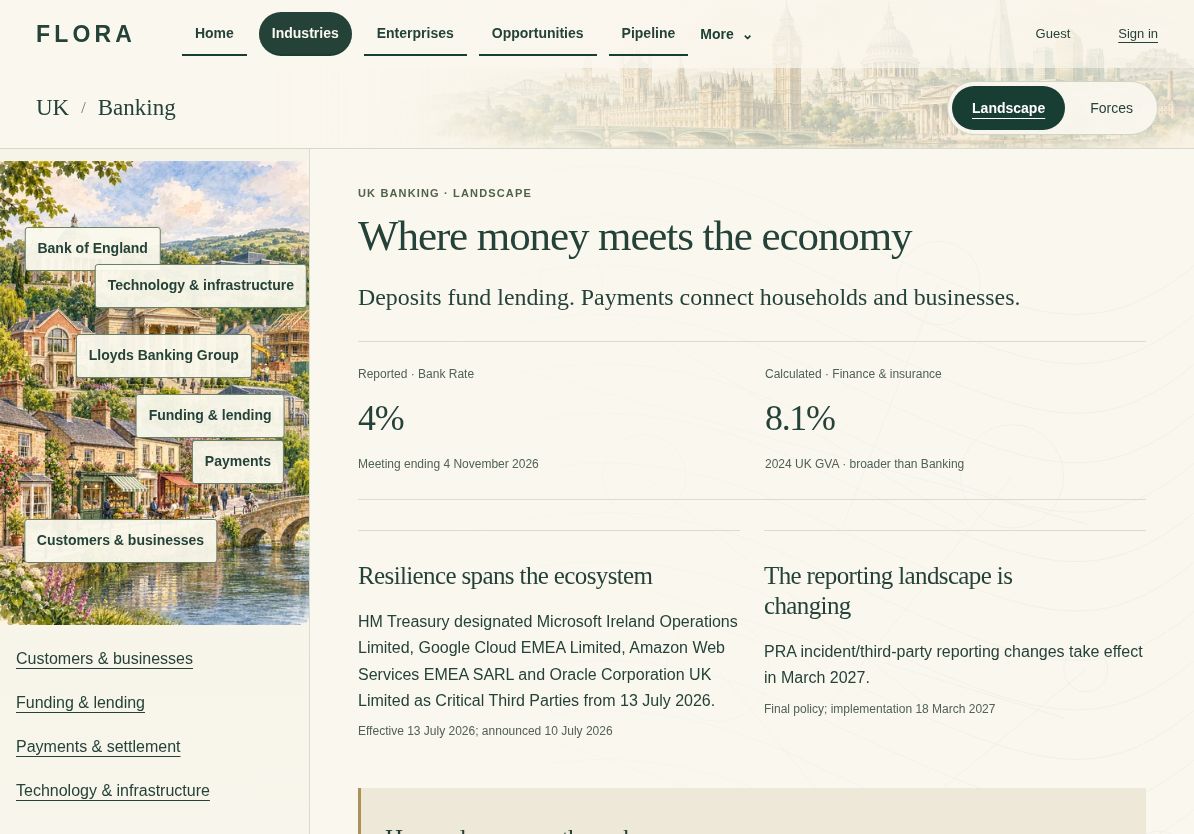 FLORA
Home
Industries
Enterprises
Opportunities
Pipeline
More
Guest
Sign in
UK / Banking
Landscape
Forces
Bank of England
Technology & infrastructure
Lloyds Banking Group
Funding & lending
Payments
Customers & businesses
Customers & businesses
Funding & lending
Payments & settlement
Technology & infrastructure
UK BANKING · LANDSCAPE
Where money meets the economy
Deposits fund lending. Payments connect households and businesses.
Reported · Bank Rate
4%
Meeting ending 4 November 2026
Calculated · Finance & insurance
8.1%
2024 UK GVA · broader than Banking
Resilience spans the ecosystem
HM Treasury designated Microsoft Ireland Operations
Limited, Google Cloud EMEA Limited, Amazon Web
Services EMEA SARL and Oracle Corporation UK
Limited as Critical Third Parties from 13 July 2026.
Effective 13 July 2026; announced 10 July 2026
The reporting landscape is
changing
PRA incident/third-party reporting changes take effect
in March 2027.
Final policy; implementation 18 March 2027